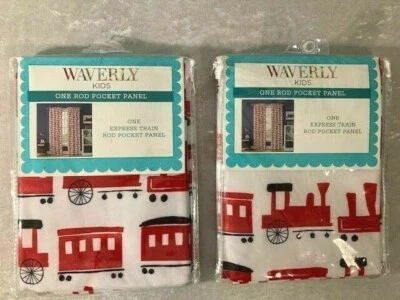 WAVERLY
KIDS
ONE ROD POCKET PANEL
ONE
EXPRESS TRAIN
ROD POCKET PANEL
WAVERLY
KIDS
ONE ROD POCKET PANEL
ONE
EXPRESS TRAIN
ROD POCKET PANEL